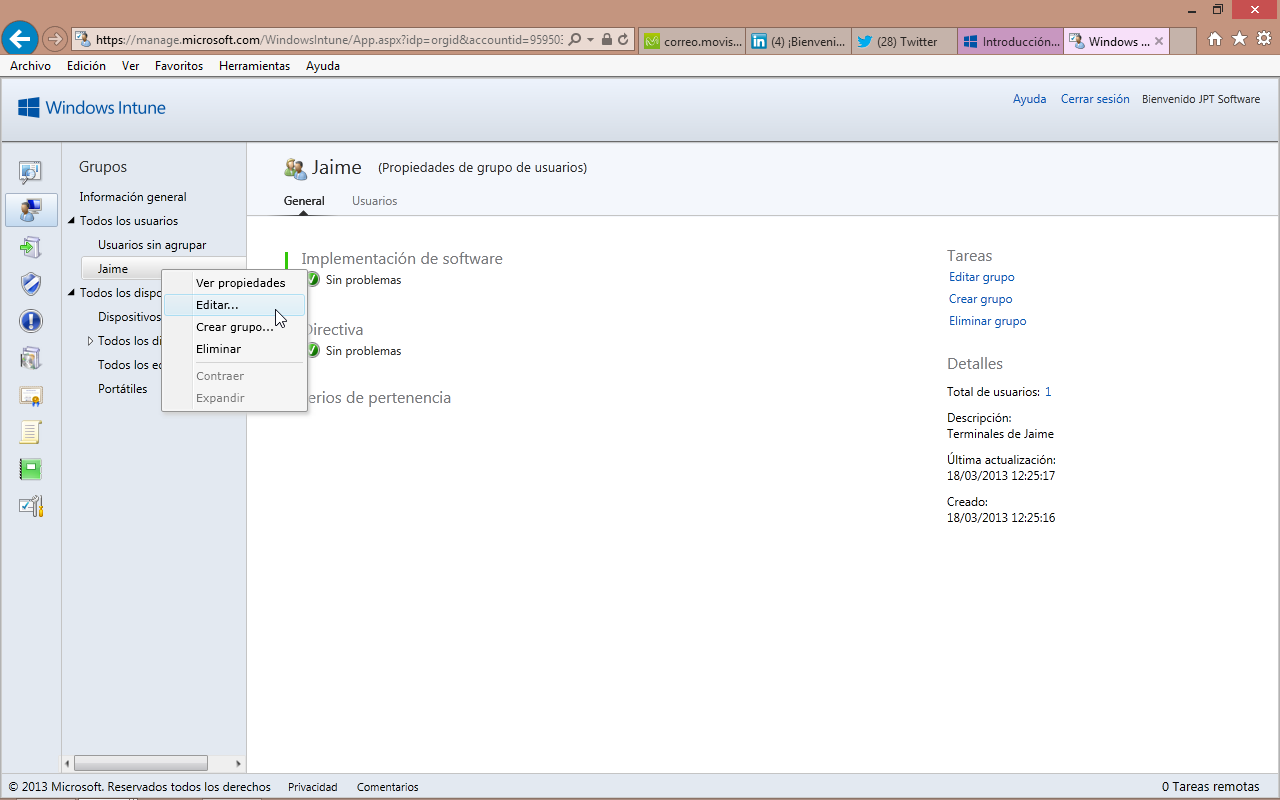 https://manage.microsoft.com/WindowsIntune/App.aspx?idp=orgid&accountid=95950
correo.movis...
(4) ¡Bienveni...
(28) Twitter
Introducción...
Windows ...
Archivo Edición Ver Favoritos Herramientas Ayuda
Windows Intune
Ayuda Cerrar sesión Bienvenido JPT Software
Grupos
Información general
Todos los usuarios
Usuarios sin agrupar
Jaime
Todos los dispo
Dispositivos
Todos los di
Todos los ec
Portátiles
Ver propiedades
Editar...
Crear grupo...
Eliminar
Contraer
Expandir
Jaime (Propiedades de grupo de usuarios)
General Usuarios
Implementación de software
Sin problemas
Directiva
Sin problemas
erios de pertenencia
Tareas
Editar grupo
Crear grupo
Eliminar grupo
Detalles
Total de usuarios: 1
Descripción:
Terminales de Jaime
Última actualización:
18/03/2013 12:25:17
Creado:
18/03/2013 12:25:16
© 2013 Microsoft. Reservados todos los derechos Privacidad Comentarios
0 Tareas remotas